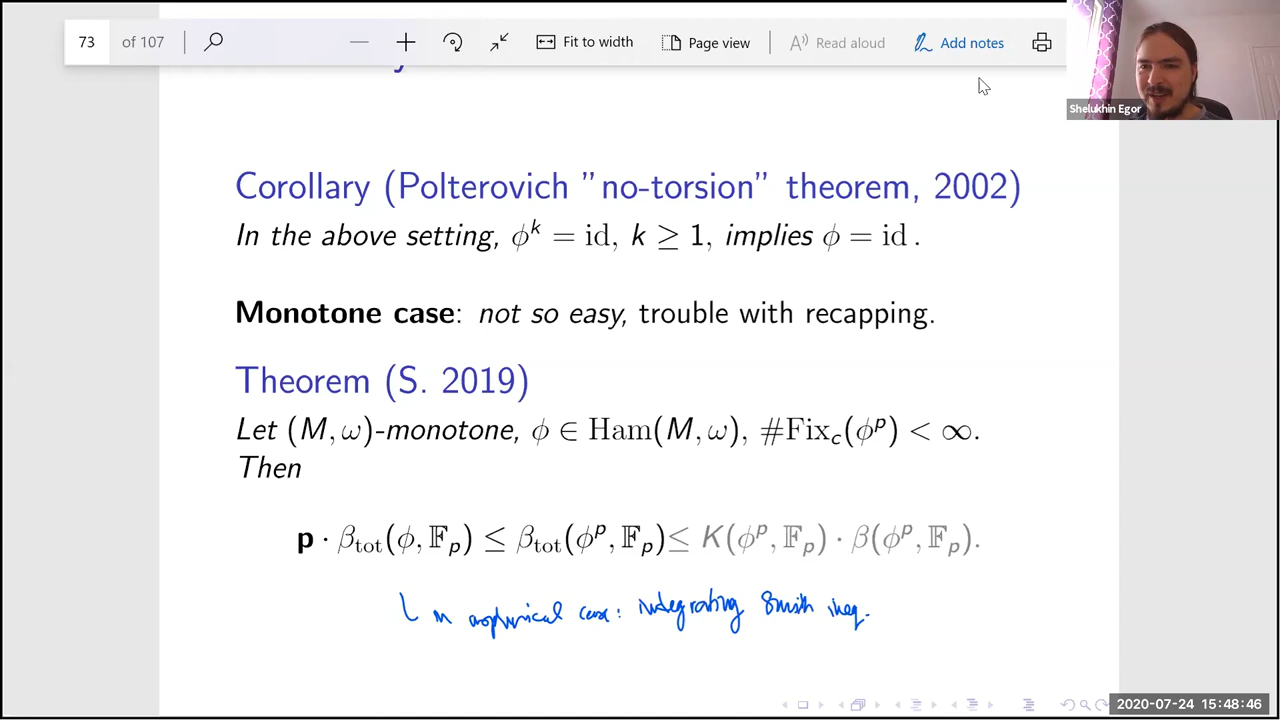 73 of 107 Fit to width Page view Read aloud Add notes
Shelukhin Egor
Corollary (Polterovich "no-torsion" theorem, 2002)
In the above setting, ϕ^k = id, k ≥ 1, implies ϕ = id .
Monotone case: not so easy, trouble with recapping.
Theorem (S. 2019)
Let (M, ω)-monotone, ϕ ∈ Ham(M, ω), #Fix_c(ϕ^p) < ∞.
Then
p · β_tot(ϕ, 𝔽_p) ≤ β_tot(ϕ^p, 𝔽_p) ≤ K(ϕ^p, 𝔽_p) · β(ϕ^p, 𝔽_p).
in aspherical case: integrating Smith ineq.
2020-07-24 15:48:46